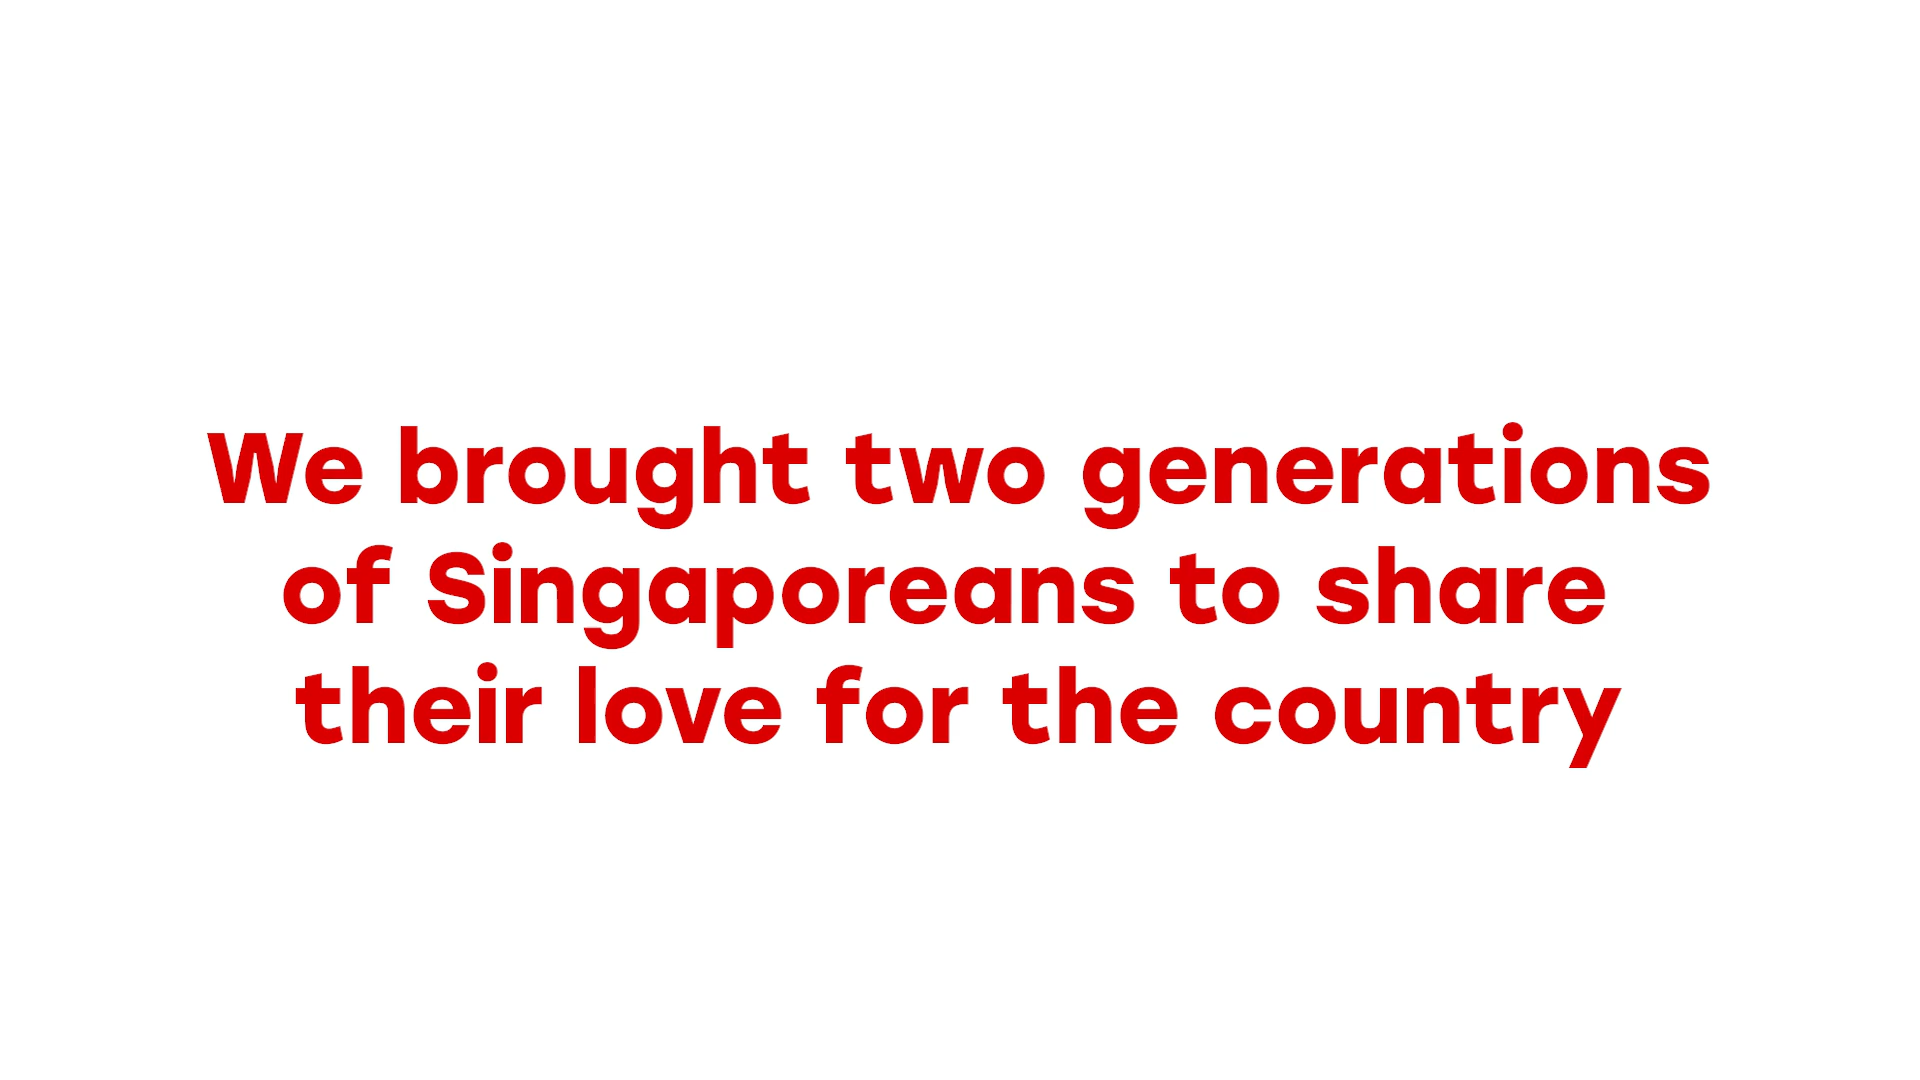 We brought two generations
of Singaporeans to share
their love for the country